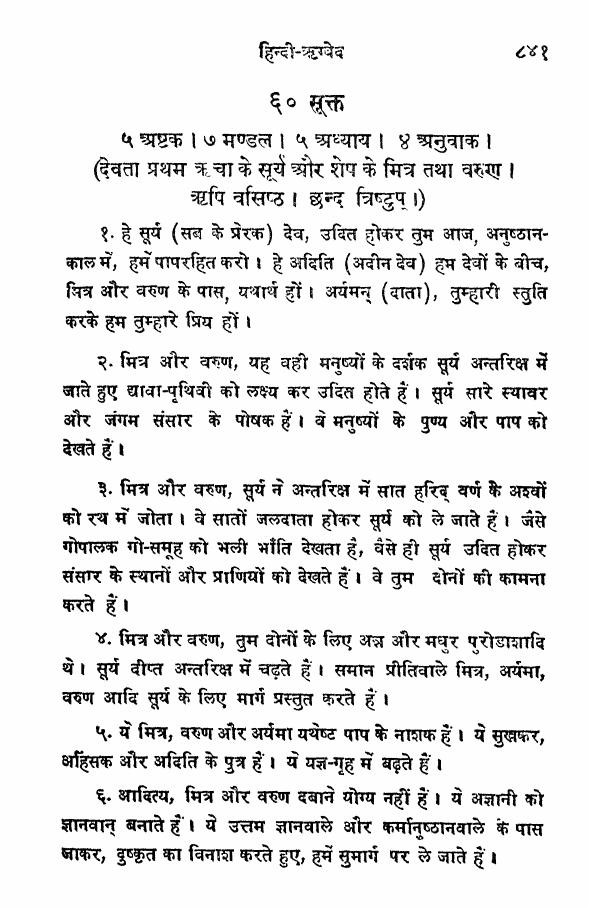 हिन्दी-ऋग्वेद ८४१
६० सूक्त
५ अष्टक । ७ मण्डल । ५ अध्याय । ४ अनुवाक ।
(देवता प्रथम ऋचा के सूर्य और शेष के मित्र तथा वरुण ।
ऋषि वसिष्ठ । छन्द त्रिष्टुप् ।)
१. हे सूर्य (सब के प्रेरक) देव, उदित होकर तुम आज, अनुष्ठान-
काल में, हमें पापरहित करो । हे अदिति (अदीन देव) हम देवों के बीच,
मित्र और वरुण के पास, यथार्थ हों । अर्यमन् (दाता), तुम्हारी स्तुति
करके हम तुम्हारे प्रिय हों ।
२. मित्र और वरुण, यह वही मनुष्यों के दर्शक सूर्य अन्तरिक्ष में
जाते हुए द्यावा-पृथिवी को लक्ष्य कर उदित होते हैं । सूर्य सारे स्थावर
और जंगम संसार के पोषक हैं । वे मनुष्यों के पुण्य और पाप को
देखते हैं ।
३. मित्र और वरुण, सूर्य ने अन्तरिक्ष में सात हरिद् वर्ण के अश्वों
को रथ में जोता । वे सातों जलदाता होकर सूर्य को ले जाते हैं । जैसे
गोपालक गो-समूह को भली भाँति देखता है, वैसे ही सूर्य उदित होकर
संसार के स्थानों और प्राणियों को देखते हैं । वे तुम दोनों की कामना
करते हैं ।
४. मित्र और वरुण, तुम दोनों के लिए अन्न और मधुर पुरोडाशादि
थे । सूर्य दीप्त अन्तरिक्ष में चढ़ते हैं । समान प्रीतिवाले मित्र, अर्यमा,
वरुण आदि सूर्य के लिए मार्ग प्रस्तुत करते हैं ।
५. ये मित्र, वरुण और अर्यमा यथेष्ट पाप के नाशक हैं । ये सुखकर,
अहिंसक और अदिति के पुत्र हैं । ये यज्ञ-गृह में बढ़ते हैं ।
६. आदित्य, मित्र और वरुण दबाने योग्य नहीं हैं । ये अज्ञानी को
ज्ञानवान् बनाते हैं । ये उत्तम ज्ञानवाले और कर्मानुष्ठानवाले के पास
जाकर, दुष्कृत का विनाश करते हुए, हमें सुमार्ग पर ले जाते हैं ।